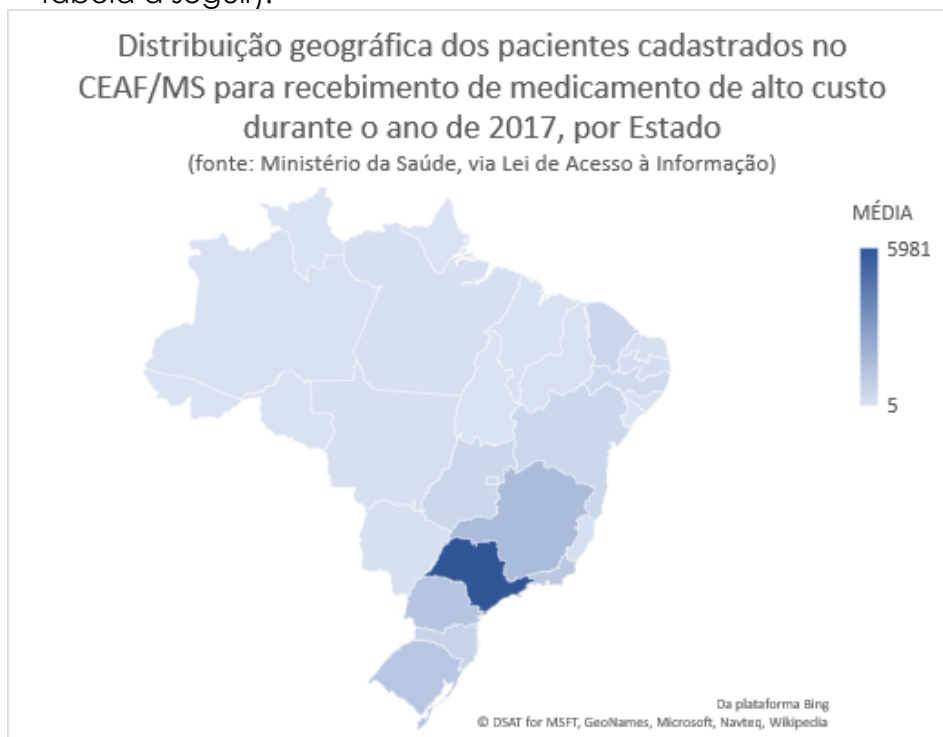 Tabela a seguir).
Distribuição geográfica dos pacientes cadastrados no
CEAF/MS para recebimento de medicamento de alto custo
durante o ano de 2017, por Estado
(fonte: Ministério da Saúde, via Lei de Acesso à Informação)
MÉDIA
5981
5
Da plataforma Bing
© DSAT for MSFT, GeoNames, Microsoft, Navteq, Wikipedia